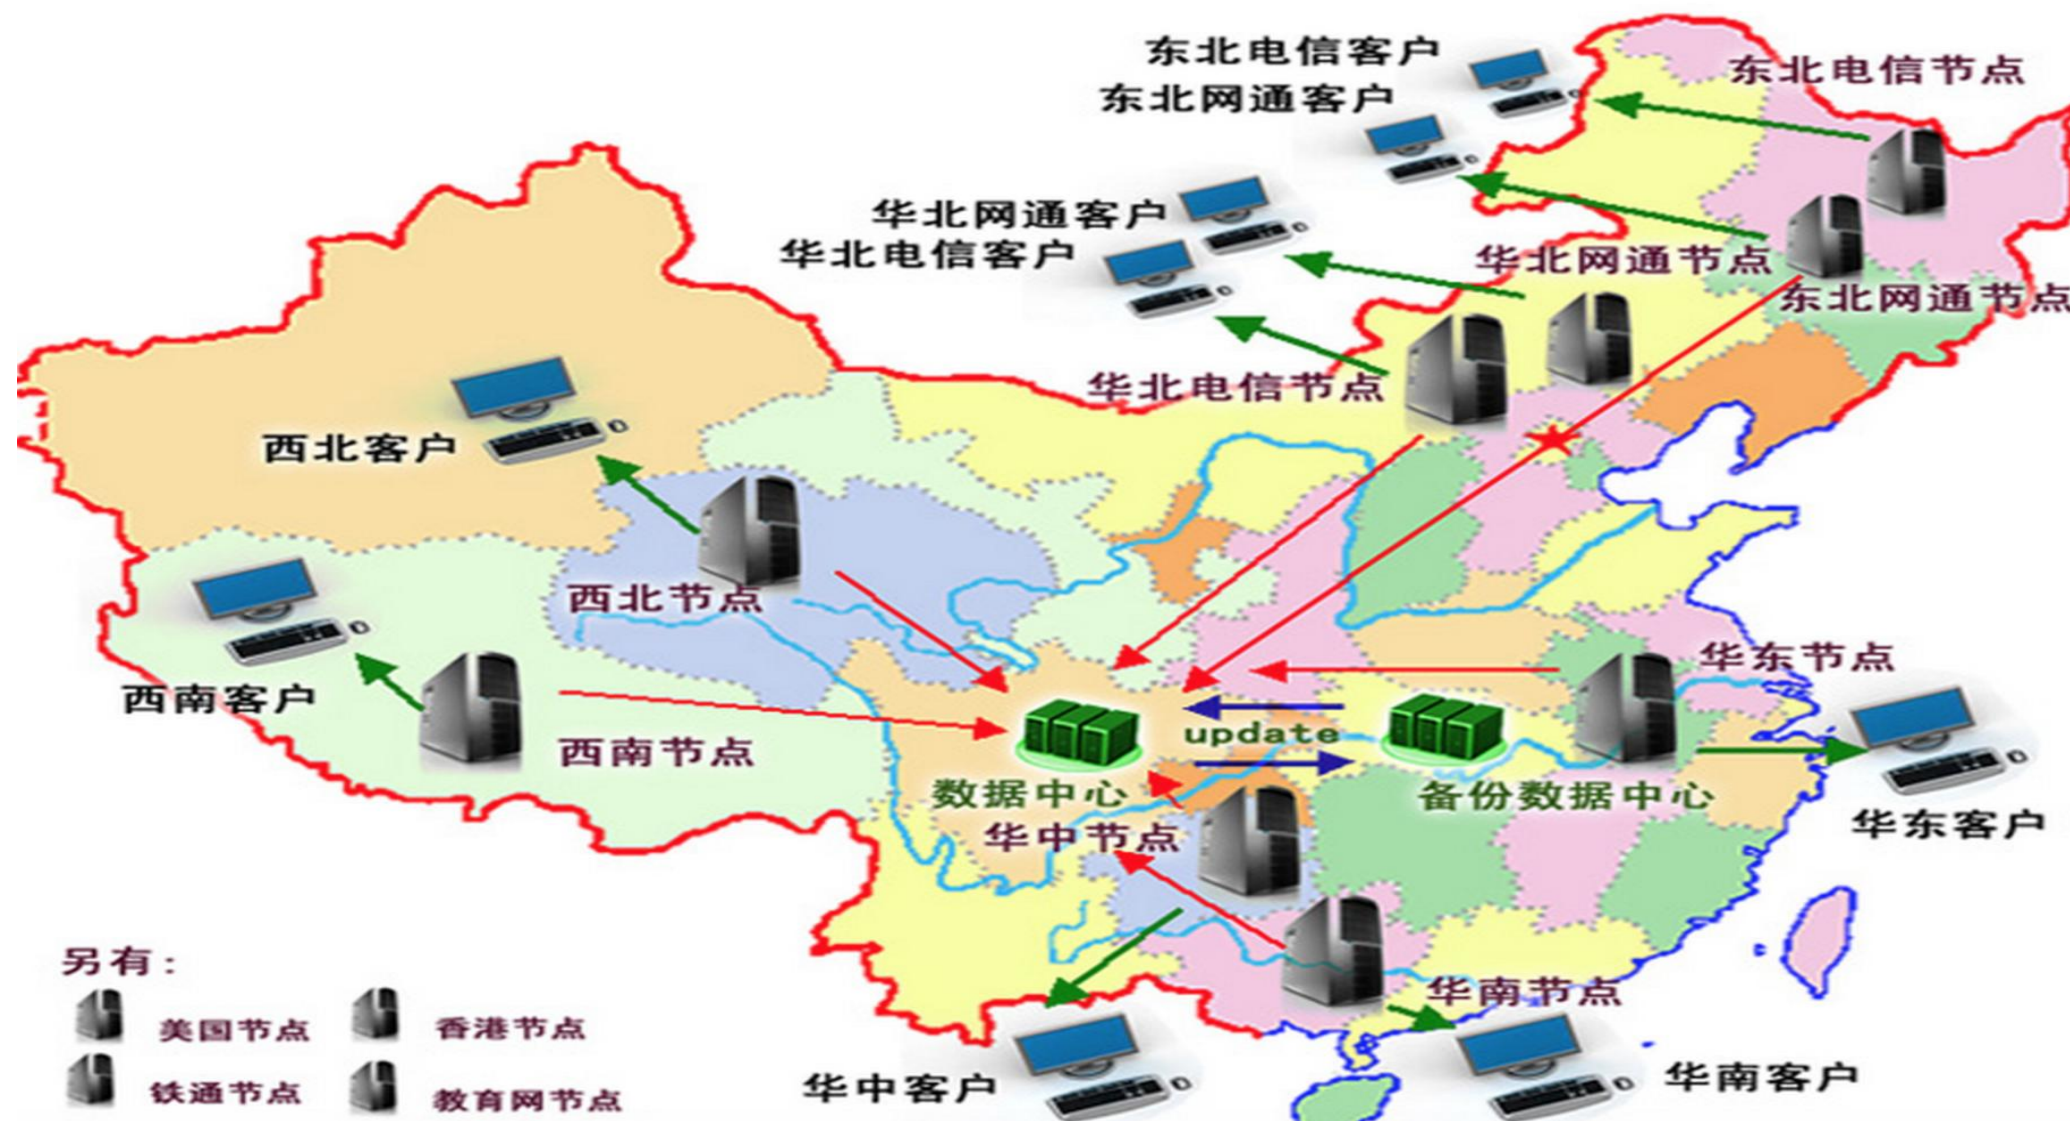 东北电信客户
东北电信节点
东北网通客户
华北网通客户
华北电信客户
华北网通节点
东北网通节点
华北电信节点
西北客户
西北节点
华东节点
西南客户
西南节点
update
数据中心
备份数据中心
华中节点
华东客户
另有：
华南节点
美国节点
香港节点
华中客户
华南客户
铁通节点
教育网节点